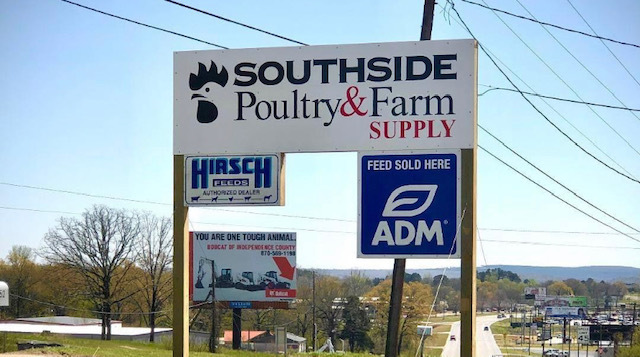 SOUTHSIDE
Poultry&Farm
SUPPLY
HIRSCH
FEEDS
AUTHORIZED DEALER
FEED SOLD HERE
ADM
YOU ARE ONE TOUGH ANIMAL.
BOBCAT OF INDEPENDENCE COUNTY